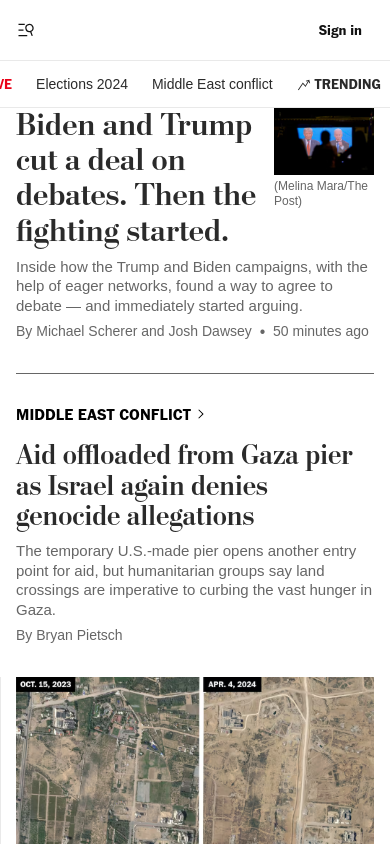 Sign in
VE Elections 2024 Middle East conflict TRENDING
Biden and Trump
cut a deal on
debates. Then the
fighting started.
(Melina Mara/The
Post)
Inside how the Trump and Biden campaigns, with the
help of eager networks, found a way to agree to
debate — and immediately started arguing.
By Michael Scherer and Josh Dawsey • 50 minutes ago
MIDDLE EAST CONFLICT
Aid offloaded from Gaza pier
as Israel again denies
genocide allegations
The temporary U.S.-made pier opens another entry
point for aid, but humanitarian groups say land
crossings are imperative to curbing the vast hunger in
Gaza.
By Bryan Pietsch
OCT. 15, 2023 APR. 4, 2024